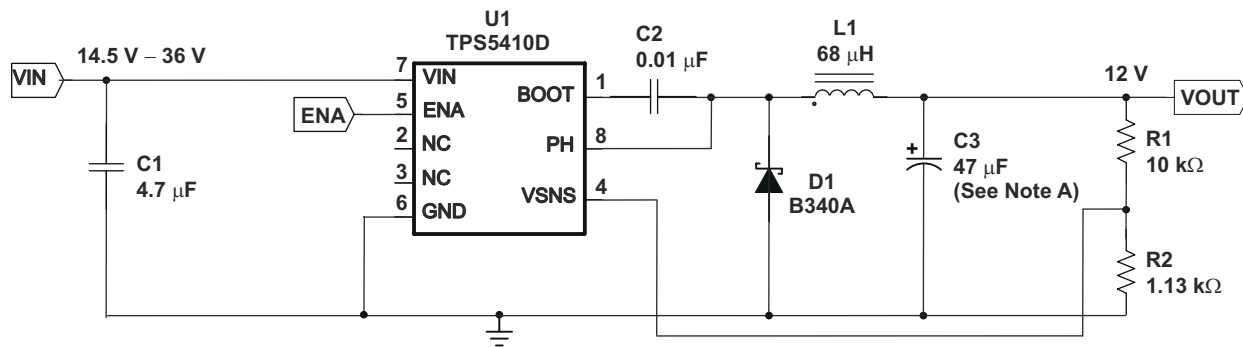 U1
TPS5410D
14.5 V – 36 V
VIN
7 VIN
5 ENA
ENA
2 NC
3 NC
6 GND
BOOT 1
PH 8
VSNS 4
C1
4.7 μF
C2
0.01 μF
L1
68 μH
D1
B340A
C3
47 μF
(See Note A)
+
12 V
VOUT
R1
10 kΩ
R2
1.13 kΩ